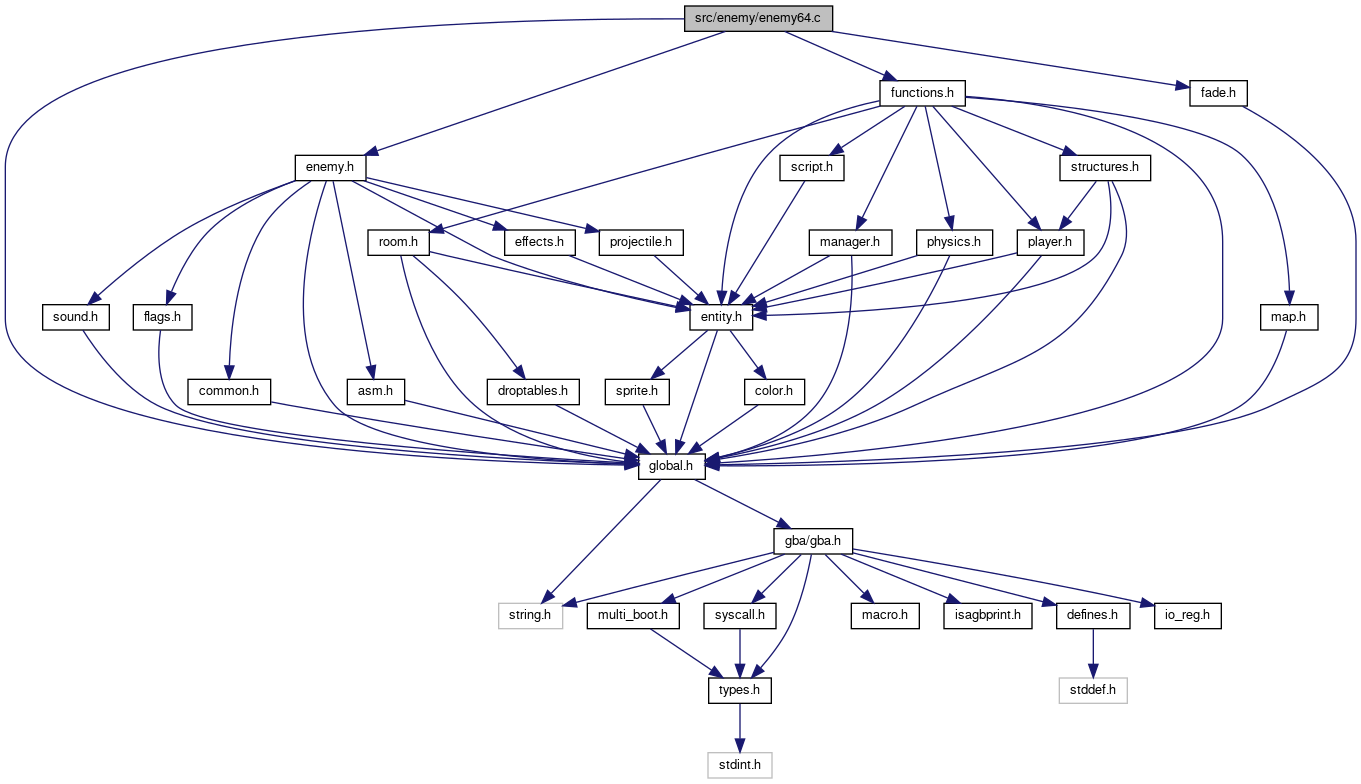 src/enemy/enemy64.c
functions.h
fade.h
enemy.h
script.h
structures.h
room.h
effects.h
projectile.h
manager.h
physics.h
player.h
sound.h
flags.h
entity.h
map.h
common.h
asm.h
droptables.h
sprite.h
color.h
global.h
gba/gba.h
string.h
multi_boot.h
syscall.h
macro.h
isagbprint.h
defines.h
io_reg.h
types.h
stddef.h
stdint.h